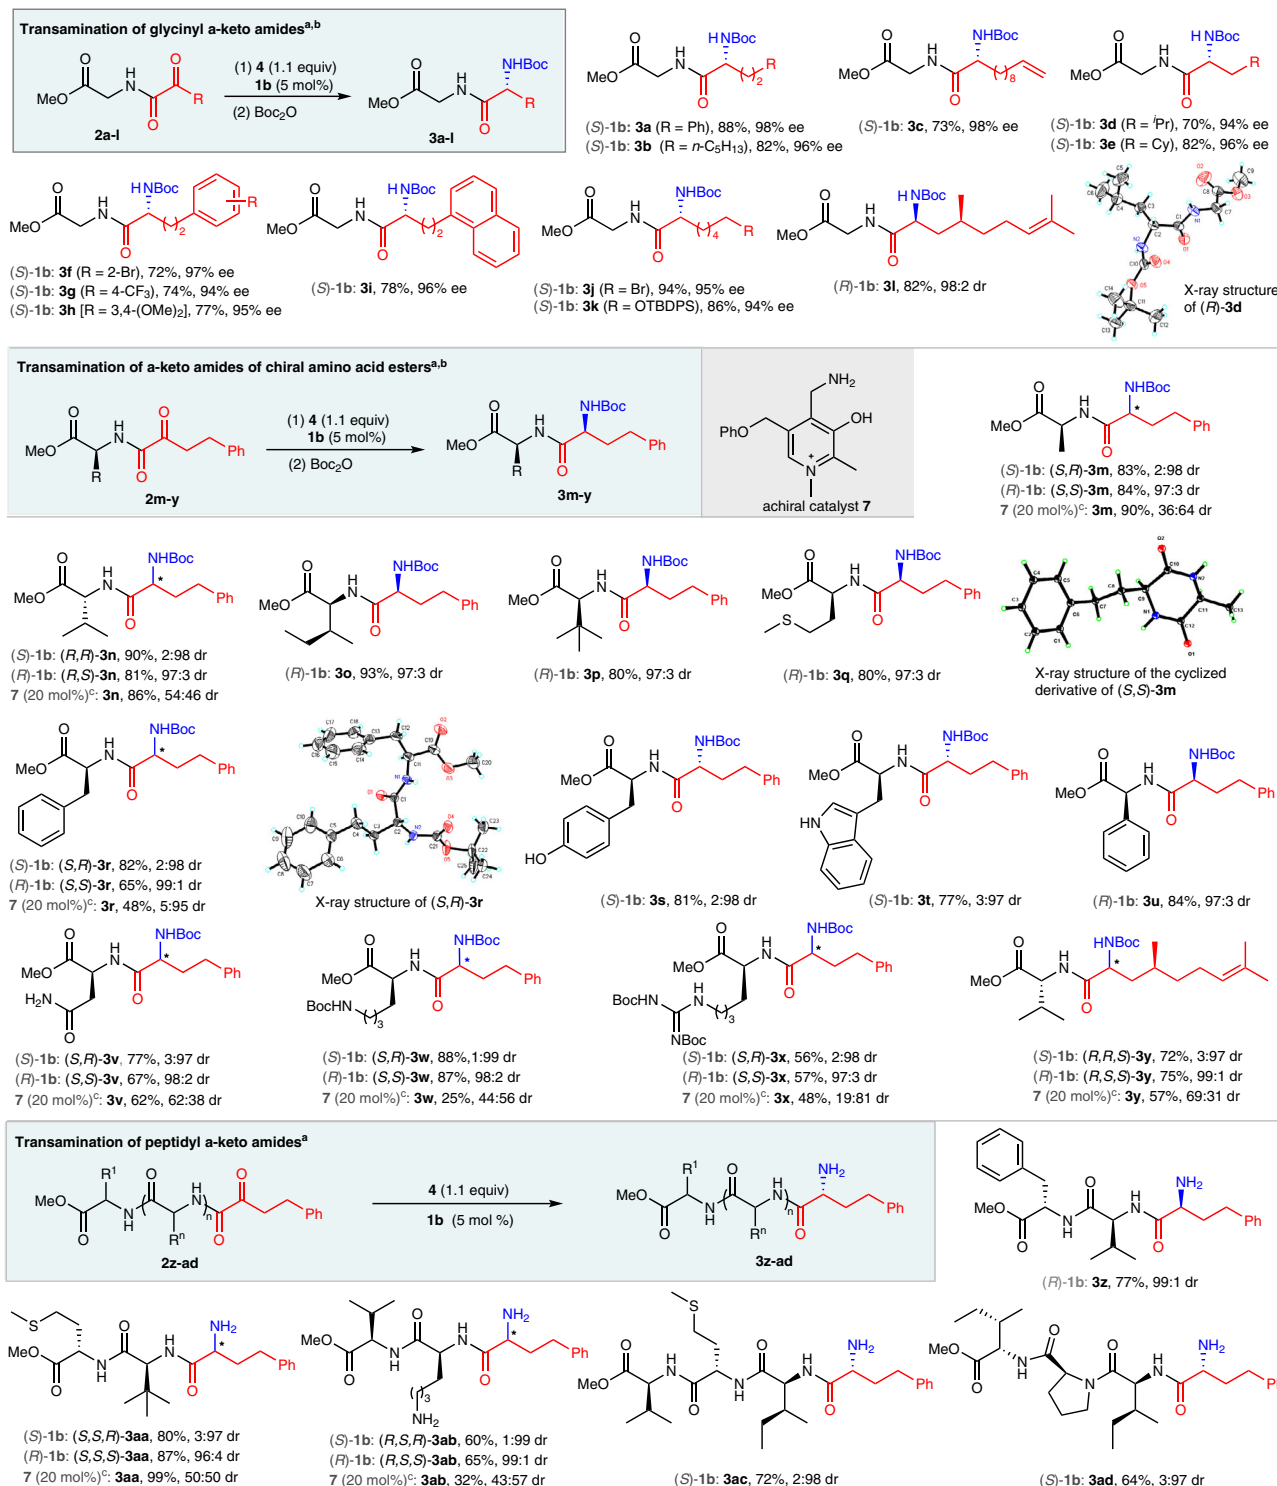 Transamination of glycinyl a-keto amides^a,b
O
MeO
H
N
O
O
R
2a-l
(1) 4 (1.1 equiv)
1b (5 mol%)
(2) Boc2O
O
MeO
H
N
O
HNBoc
R
3a-l
(S)-1b: 3a (R = Ph), 88%, 98% ee
(S)-1b: 3b (R = n-C5H13), 82%, 96% ee
(S)-1b: 3c, 73%, 98% ee
(S)-1b: 3d (R = iPr), 70%, 94% ee
(S)-1b: 3e (R = Cy), 82%, 96% ee
(S)-1b: 3f (R = 2-Br), 72%, 97% ee
(S)-1b: 3g (R = 4-CF3), 74%, 94% ee
(S)-1b: 3h [R = 3,4-(OMe)2], 77%, 95% ee
(S)-1b: 3i, 78%, 96% ee
(S)-1b: 3j (R = Br), 94%, 95% ee
(S)-1b: 3k (R = OTBDPS), 86%, 94% ee
(R)-1b: 3l, 82%, 98:2 dr
X-ray structure
of (R)-3d
Transamination of a-keto amides of chiral amino acid esters^a,b
2m-y
(1) 4 (1.1 equiv)
1b (5 mol%)
(2) Boc2O
3m-y
NH2
PhO
OH
N
+
achiral catalyst 7
(S)-1b: (S,R)-3m, 83%, 2:98 dr
(R)-1b: (S,S)-3m, 84%, 97:3 dr
7 (20 mol%)^c: 3m, 90%, 36:64 dr
(S)-1b: (R,R)-3n, 90%, 2:98 dr
(R)-1b: (R,S)-3n, 81%, 97:3 dr
7 (20 mol%)^c: 3n, 86%, 54:46 dr
(R)-1b: 3o, 93%, 97:3 dr
(R)-1b: 3p, 80%, 97:3 dr
(R)-1b: 3q, 80%, 97:3 dr
X-ray structure of the cyclized
derivative of (S,S)-3m
(S)-1b: (S,R)-3r, 82%, 2:98 dr
(R)-1b: (S,S)-3r, 65%, 99:1 dr
7 (20 mol%)^c: 3r, 48%, 5:95 dr
X-ray structure of (S,R)-3r
(S)-1b: 3s, 81%, 2:98 dr
(S)-1b: 3t, 77%, 3:97 dr
(R)-1b: 3u, 84%, 97:3 dr
(S)-1b: (S,R)-3v, 77%, 3:97 dr
(R)-1b: (S,S)-3v, 67%, 98:2 dr
7 (20 mol%)^c: 3v, 62%, 62:38 dr
(S)-1b: (S,R)-3w, 88%,1:99 dr
(R)-1b: (S,S)-3w, 87%, 98:2 dr
7 (20 mol%)^c: 3w, 25%, 44:56 dr
(S)-1b: (S,R)-3x, 56%, 2:98 dr
(R)-1b: (S,S)-3x, 57%, 97:3 dr
7 (20 mol%)^c: 3x, 48%, 19:81 dr
(S)-1b: (R,R,S)-3y, 72%, 3:97 dr
(R)-1b: (R,S,S)-3y, 75%, 99:1 dr
7 (20 mol%)^c: 3y, 57%, 69:31 dr
Transamination of peptidyl a-keto amides^a
2z-ad
4 (1.1 equiv)
1b (5 mol %)
3z-ad
(R)-1b: 3z, 77%, 99:1 dr
(S)-1b: (S,S,R)-3aa, 80%, 3:97 dr
(R)-1b: (S,S,S)-3aa, 87%, 96:4 dr
7 (20 mol%)^c: 3aa, 99%, 50:50 dr
(S)-1b: (R,S,R)-3ab, 60%, 1:99 dr
(R)-1b: (R,S,S)-3ab, 65%, 99:1 dr
7 (20 mol%)^c: 3ab, 32%, 43:57 dr
(S)-1b: 3ac, 72%, 2:98 dr
(S)-1b: 3ad, 64%, 3:97 dr